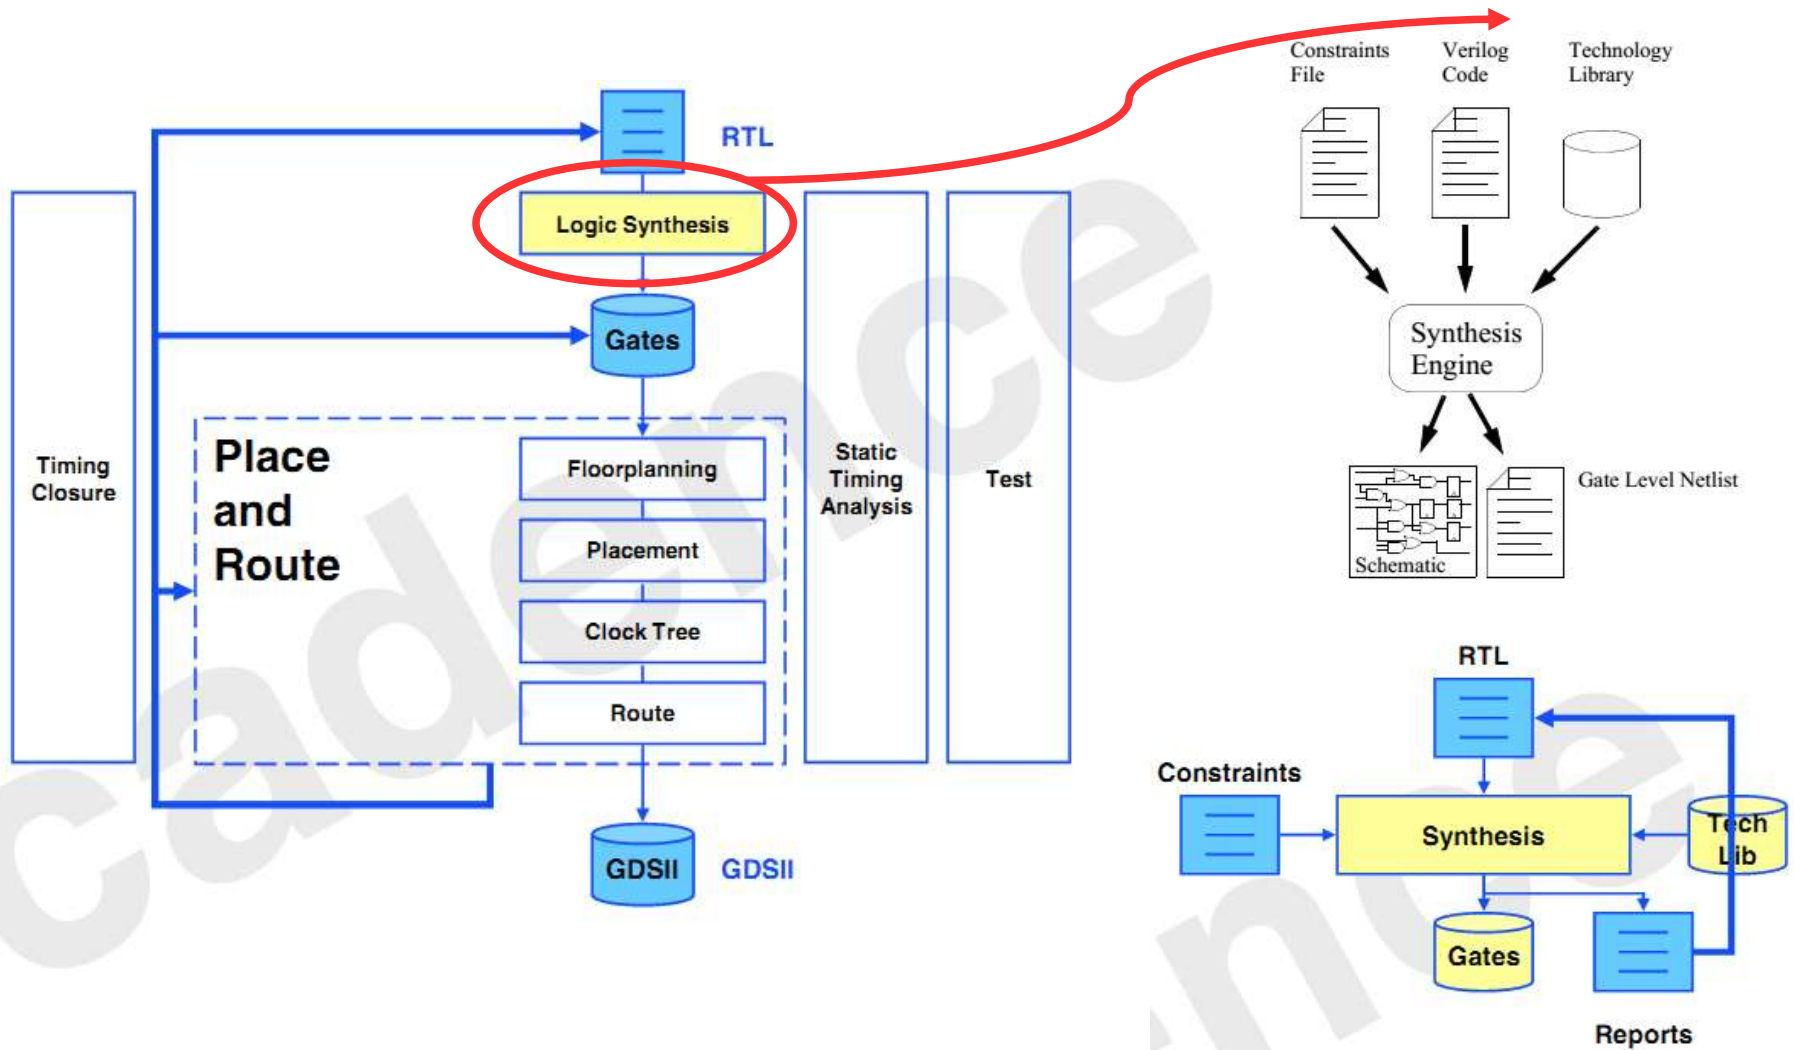 Constraints
File
Verilog
Code
Technology
Library
RTL
Logic Synthesis
Gates
Place
and
Route
Floorplanning
Placement
Clock Tree
Route
Timing
Closure
Static
Timing
Analysis
Test
GDSII
GDSII
Synthesis
Engine
Schematic
Gate Level Netlist
RTL
Constraints
Synthesis
Tech
Lib
Gates
Reports
cadence
nce